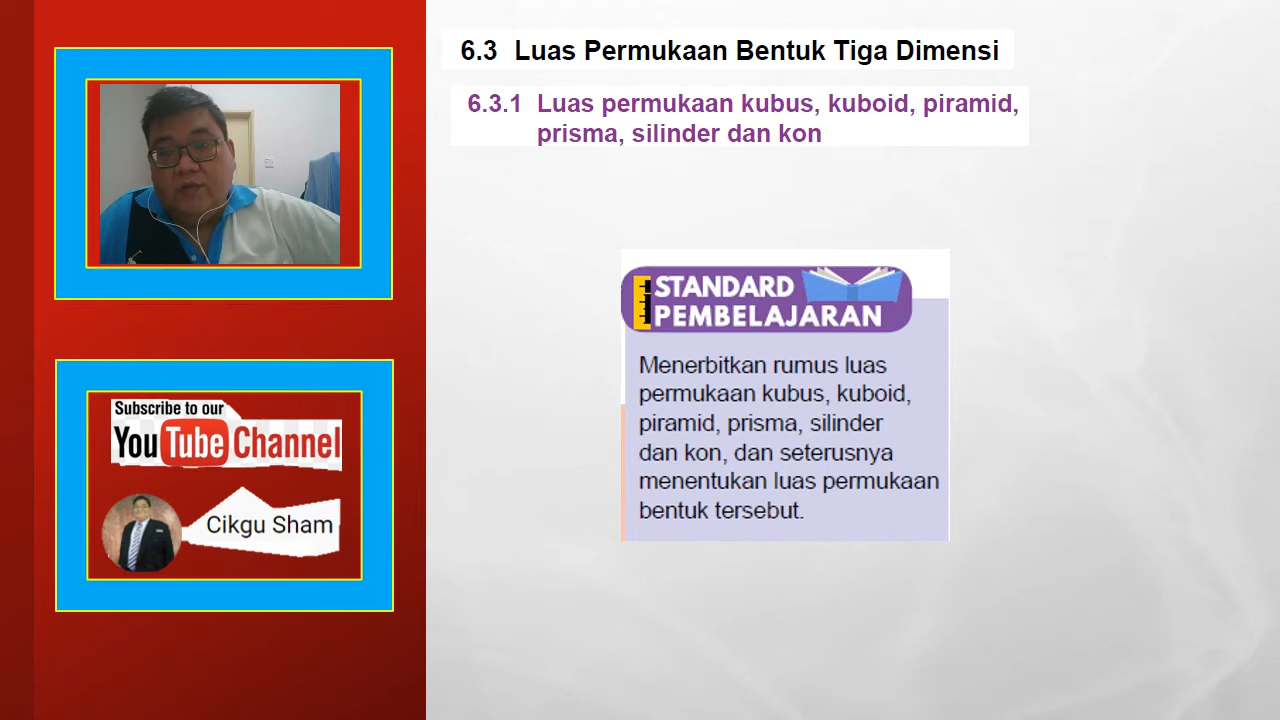 6.3 Luas Permukaan Bentuk Tiga Dimensi
6.3.1 Luas permukaan kubus, kuboid, piramid,
prisma, silinder dan kon
STANDARD
PEMBELAJARAN
Menerbitkan rumus luas
permukaan kubus, kuboid,
piramid, prisma, silinder
dan kon, dan seterusnya
menentukan luas permukaan
bentuk tersebut.
Subscribe to our
YouTube Channel
Cikgu Sham